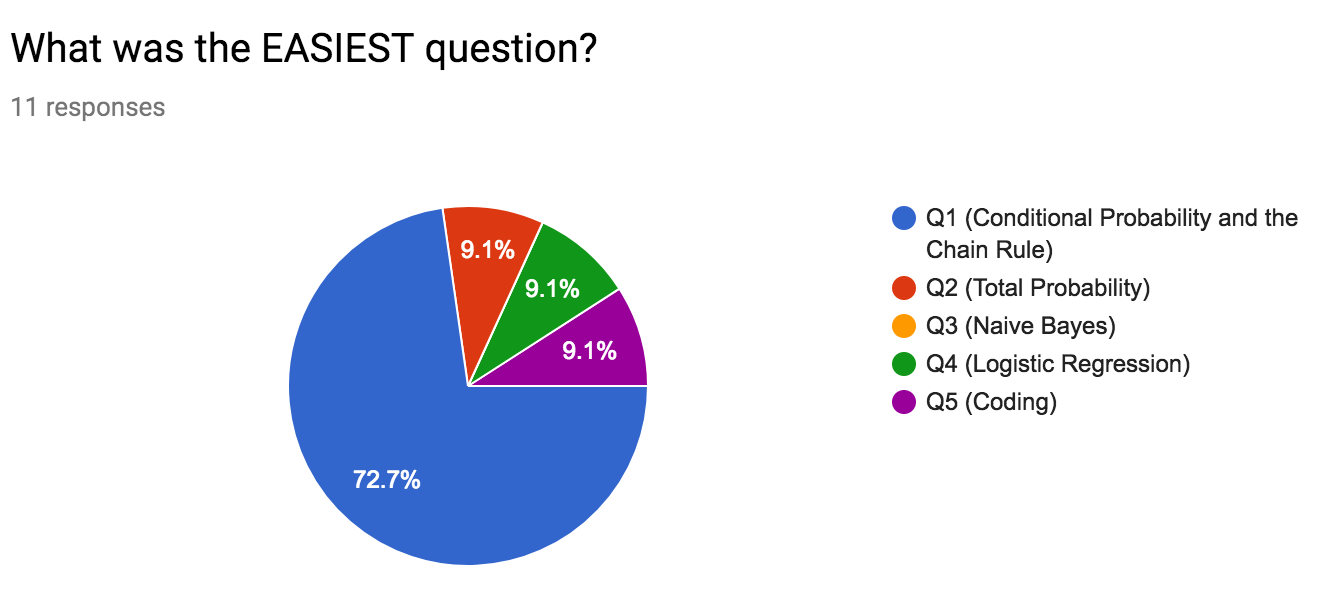 What was the EASIEST question?
11 responses
9.1%
9.1%
9.1%
72.7%
Q1 (Conditional Probability and the
Chain Rule)
Q2 (Total Probability)
Q3 (Naive Bayes)
Q4 (Logistic Regression)
Q5 (Coding)